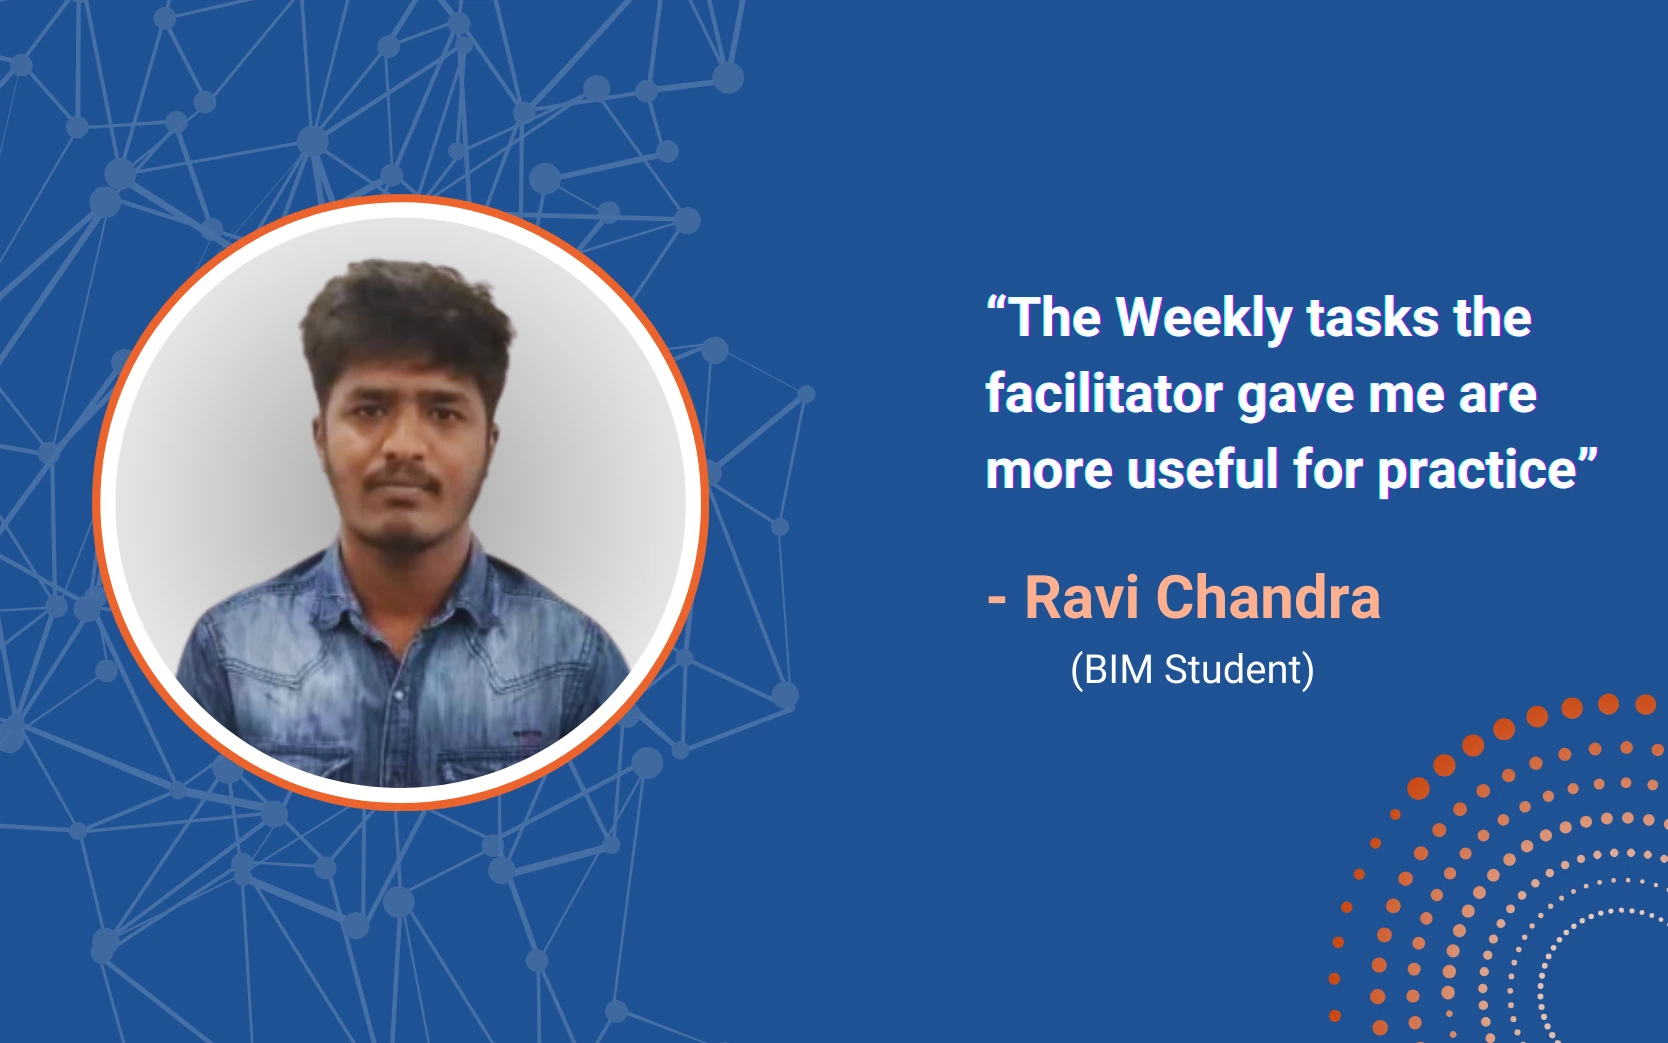 “The Weekly tasks the
facilitator gave me are
more useful for practice”
- Ravi Chandra
(BIM Student)